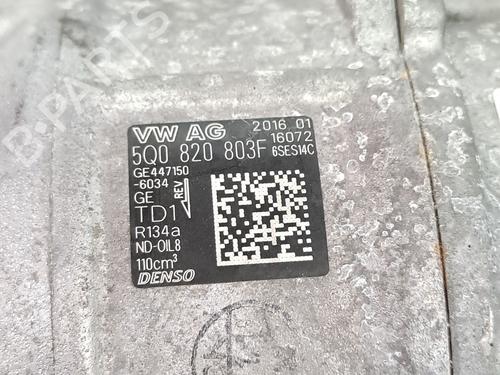 VW AG 2016 01
16072
5Q0 820 803F 6SES14C
GE447150
-6034
GE REV
TD1
R134a
ND-OIL8
110cm³
DENSO
PARTS